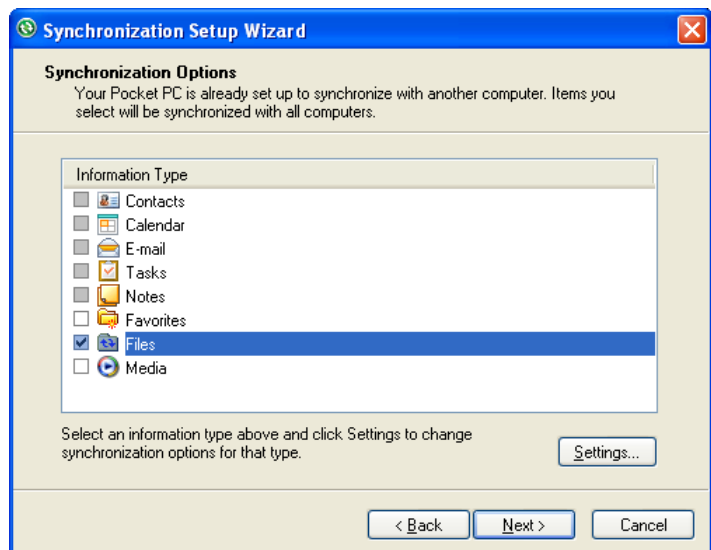 Synchronization Setup Wizard
Synchronization Options
Your Pocket PC is already set up to synchronize with another computer. Items you
select will be synchronized with all computers.
Information Type
Contacts
Calendar
E-mail
Tasks
Notes
Favorites
Files
Media
Select an information type above and click Settings to change
synchronization options for that type.
Settings...
< Back
Next >
Cancel